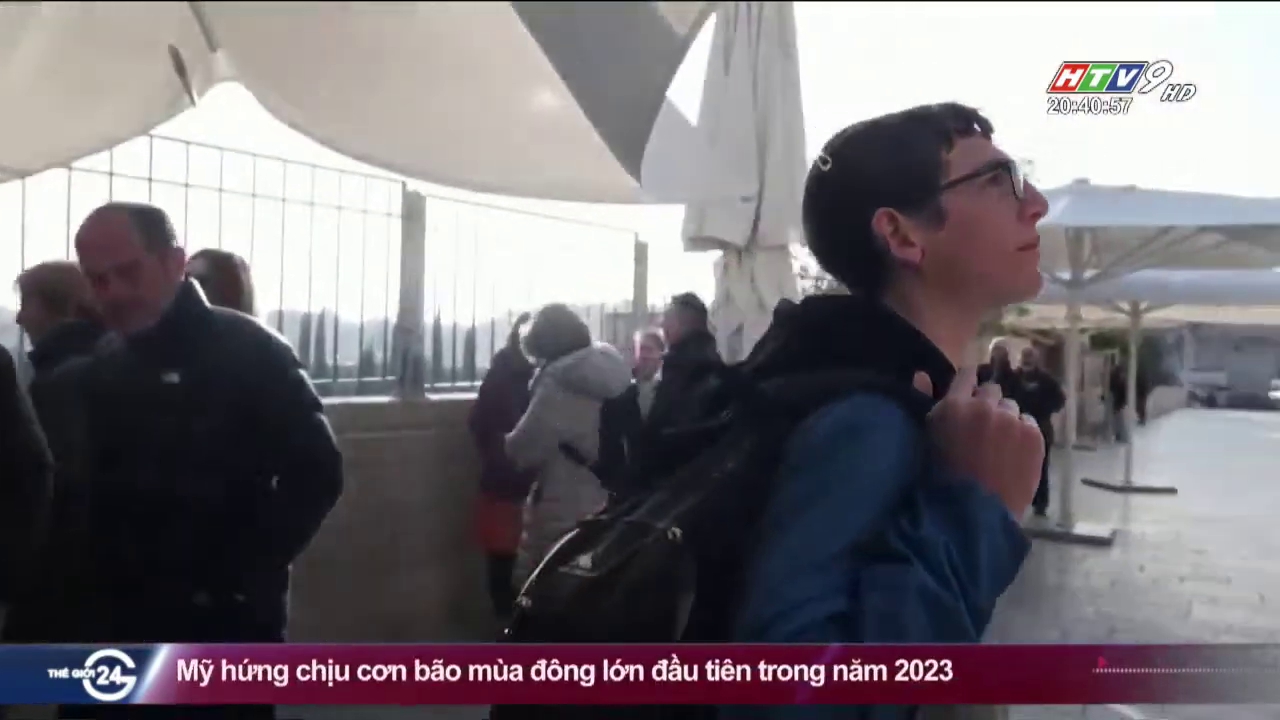 HTV9 HD
20:40:57
THẾ GIỚI 24G
Mỹ hứng chịu cơn bão mùa đông lớn đầu tiên trong năm 2023